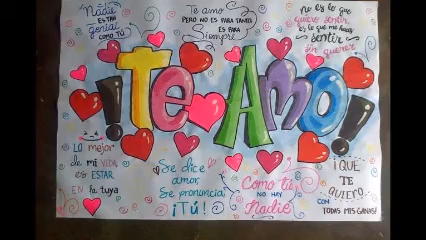 Nadie
ES TAN
genial
COMO TÚ
Te amo
PERO NO ES PARA TANTO
ES PARA
Siempre
No es lo que
quiero sentir,
es lo que me haces
sentir
sin querer
¡TE AMO!
LO mejor
de mi VIDA
es ESTAR
EN la tuya
Se dice
amor,
Se pronuncia
¡TÚ!
Como tú,
NO HAY
Nadie
¡QUE
TE
QUIERO
CON
TODAS MIS GANAS!